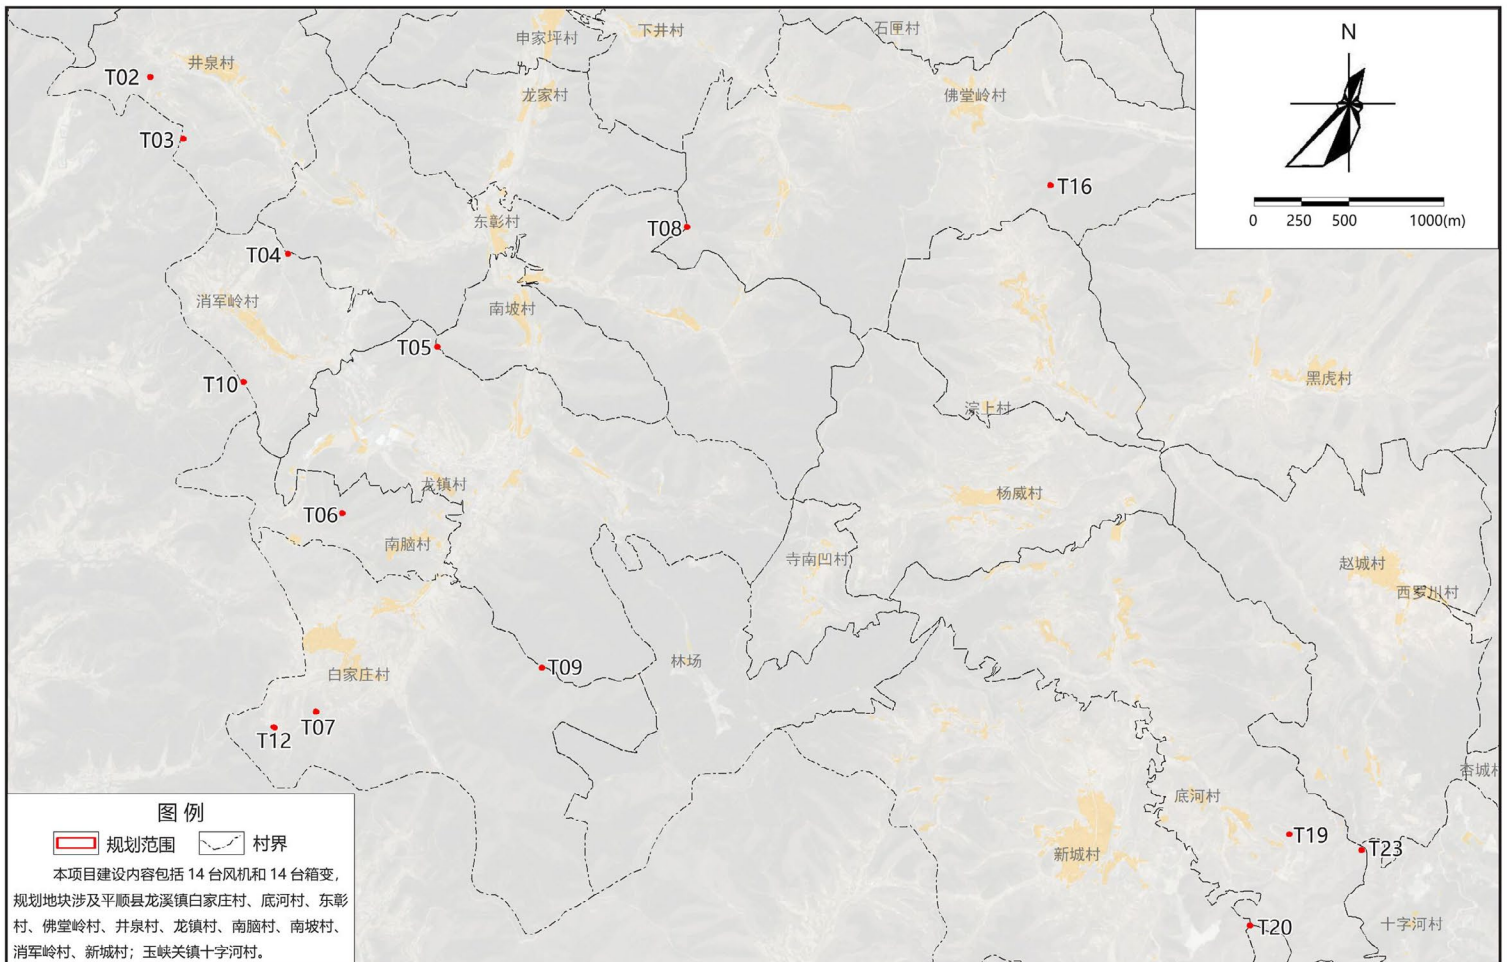 申家坪村
下井村
石匣村
N
井泉村
T02
龙家村
佛堂岭村
T03
T16
0 250 500 1000(m)
东彰村
T08
T04
消军岭村
南坡村
T05
T10
黑虎村
浣上村
龙镇村
杨威村
T06
南脑村
寺南凹村
赵城村
西罗川村
林场
T09
白家庄村
T07
T12
杏城村
底河村
图例
规划范围 村界
T19
T23
新城村
本项目建设内容包括 14 台风机和 14 台箱变，
规划地块涉及平顺县龙溪镇白家庄村、底河村、东彰
村、佛堂岭村、井泉村、龙镇村、南脑村、南坡村、
消军岭村、新城村；玉峡关镇十字河村。
T20
十字河村